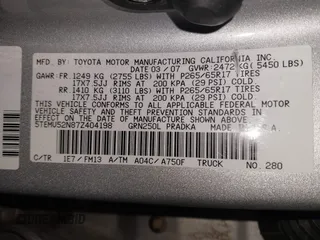 MFD. BY: TOYOTA MOTOR MANUFACTURING CALIFORNIA INC.
DATE 03/07 GVWR: 2472 KG( 5450 LBS)
GAWR:FR 1249 KG (2755 LBS) WITH P265/65R17 TIRES
17X7.5JJ RIMS AT 200 KPA (29 PSI) COLD
RR 1410 KG (3110 LBS) WITH P265/65R17 TIRES
17X7.5JJ RIMS AT 200 KPA (29 PSI) COLD
THIS VEHICLE CONFORMS TO ALL APPLICABLE FEDERAL MOTOR
VEHICLE SAFETY AND THEFT PREVENTION STANDARDS IN
EFFECT ON THE DATE OF MANUFACTURE SHOWN ABOVE.
5TEMU52N87Z404198 GRN250L PRADKA
C/TR 1E7 / FM13 A/TM A04C / A750F TRUCK NO. 280